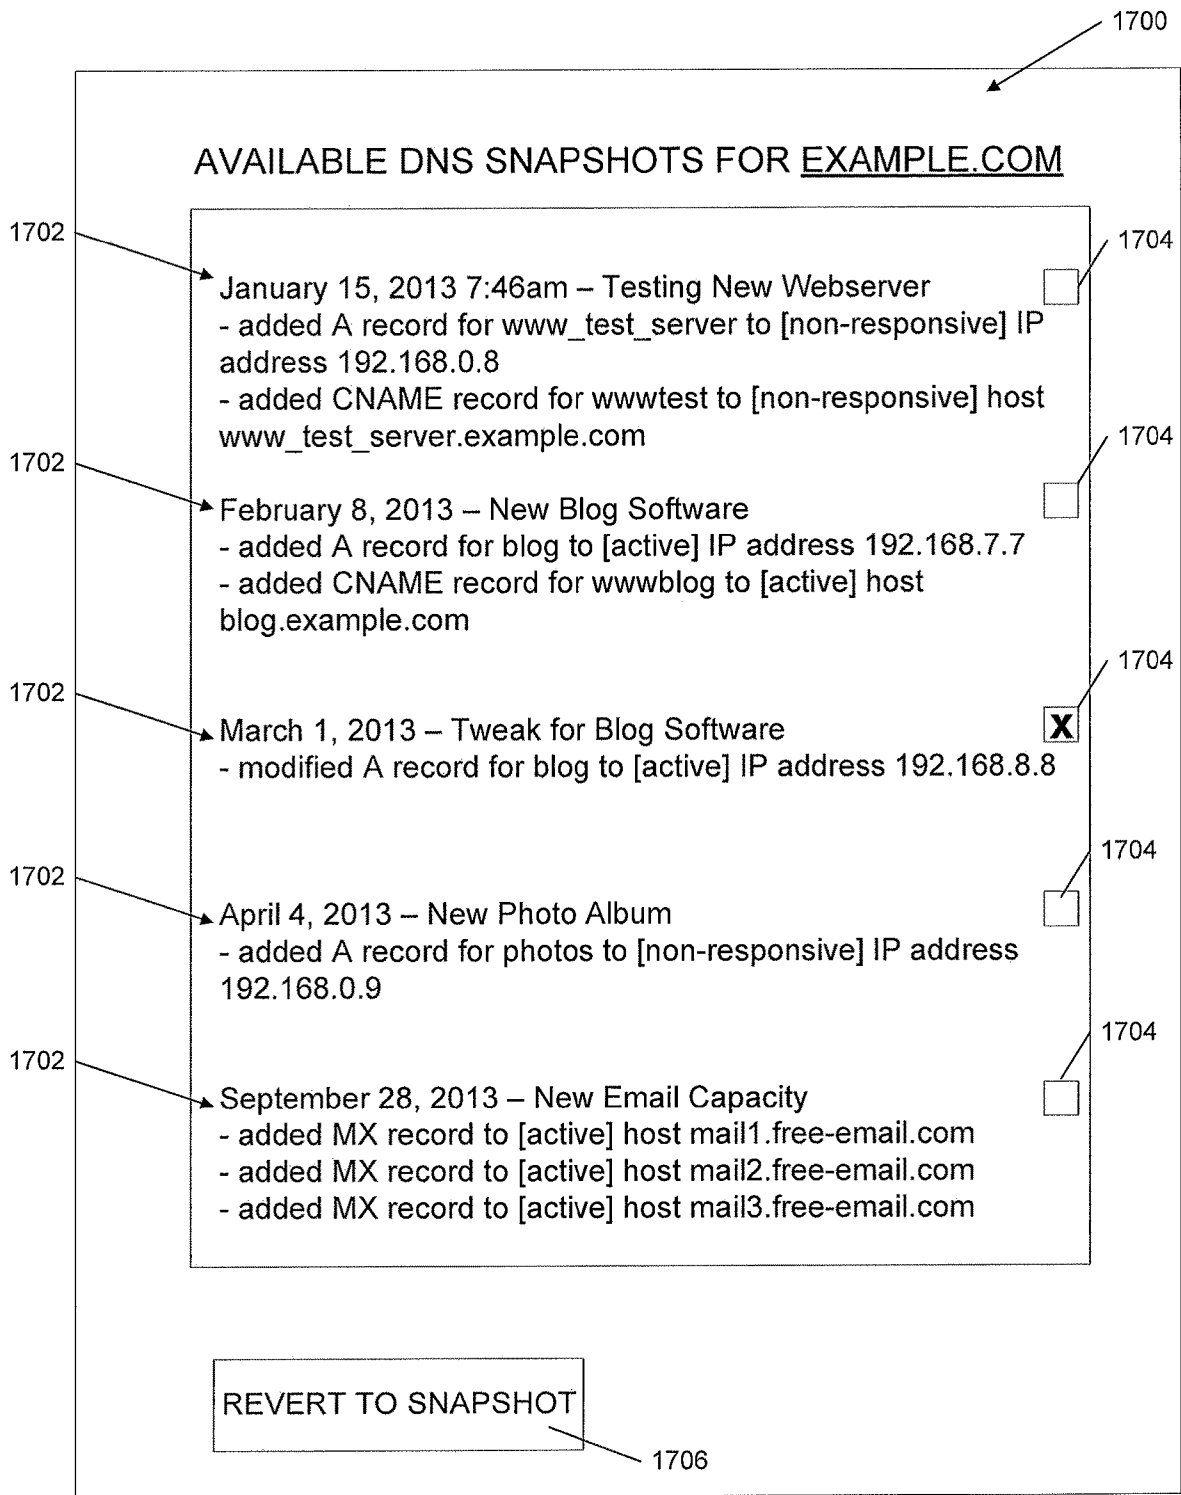 1700
AVAILABLE DNS SNAPSHOTS FOR EXAMPLE.COM
1702
1704
January 15, 2013 7:46am – Testing New Webserver
- added A record for www_test_server to [non-responsive] IP
address 192.168.0.8
- added CNAME record for wwwtest to [non-responsive] host
www_test_server.example.com
1702
1704
February 8, 2013 – New Blog Software
- added A record for blog to [active] IP address 192.168.7.7
- added CNAME record for wwwblog to [active] host
blog.example.com
1702
1704
March 1, 2013 – Tweak for Blog Software
X
- modified A record for blog to [active] IP address 192.168.8.8
1702
1704
April 4, 2013 – New Photo Album
- added A record for photos to [non-responsive] IP address
192.168.0.9
1702
1704
September 28, 2013 – New Email Capacity
- added MX record to [active] host mail1.free-email.com
- added MX record to [active] host mail2.free-email.com
- added MX record to [active] host mail3.free-email.com
REVERT TO SNAPSHOT
1706